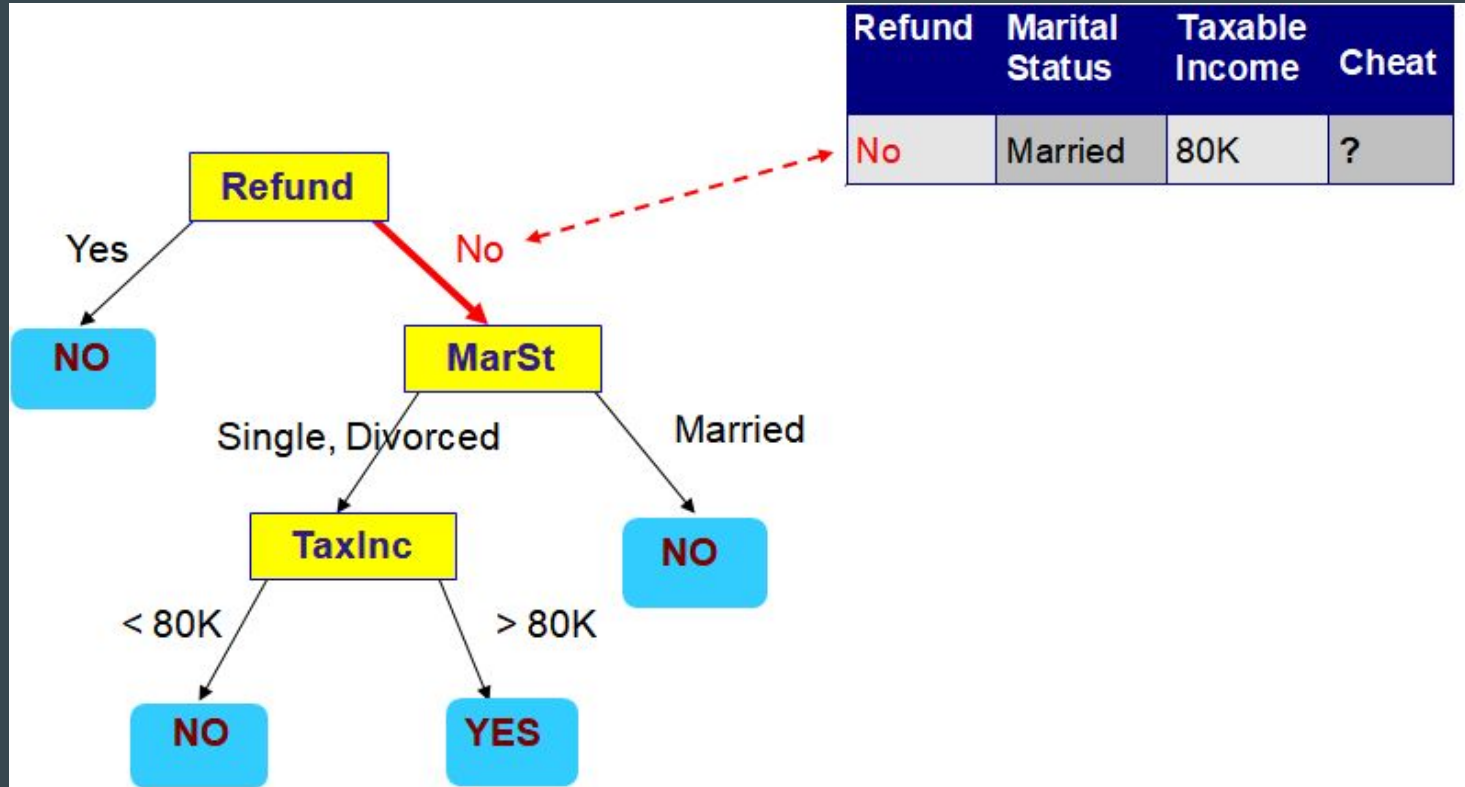 Refund Marital Status Taxable Income Cheat
No Married 80K ?
Refund
Yes No
NO MarSt
Single, Divorced Married
TaxInc NO
< 80K > 80K
NO YES